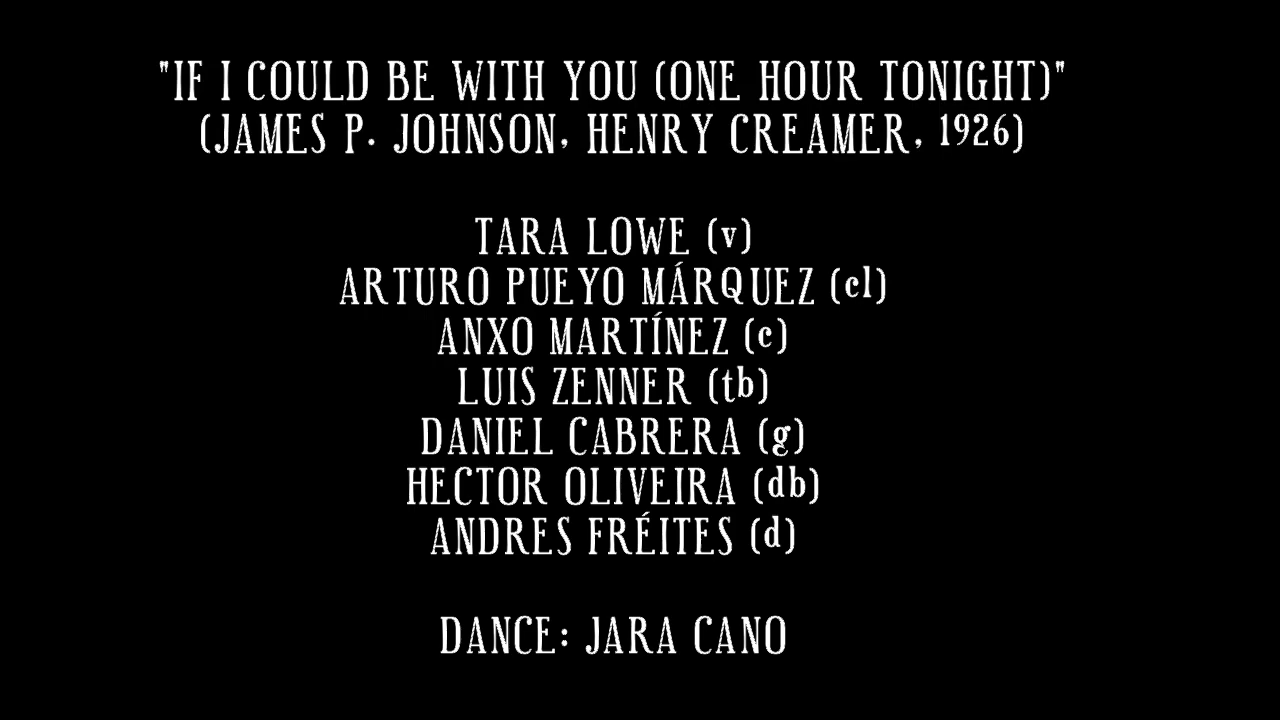 "IF I COULD BE WITH YOU (ONE HOUR TONIGHT)"
(JAMES P. JOHNSON, HENRY CREAMER, 1926)
TARA LOWE (v)
ARTURO PUEYO MÁRQUEZ (cl)
ANXO MARTÍNEZ (c)
LUIS ZENNER (tb)
DANIEL CABRERA (g)
HECTOR OLIVEIRA (db)
ANDRES FRÉITES (d)
DANCE: JARA CANO